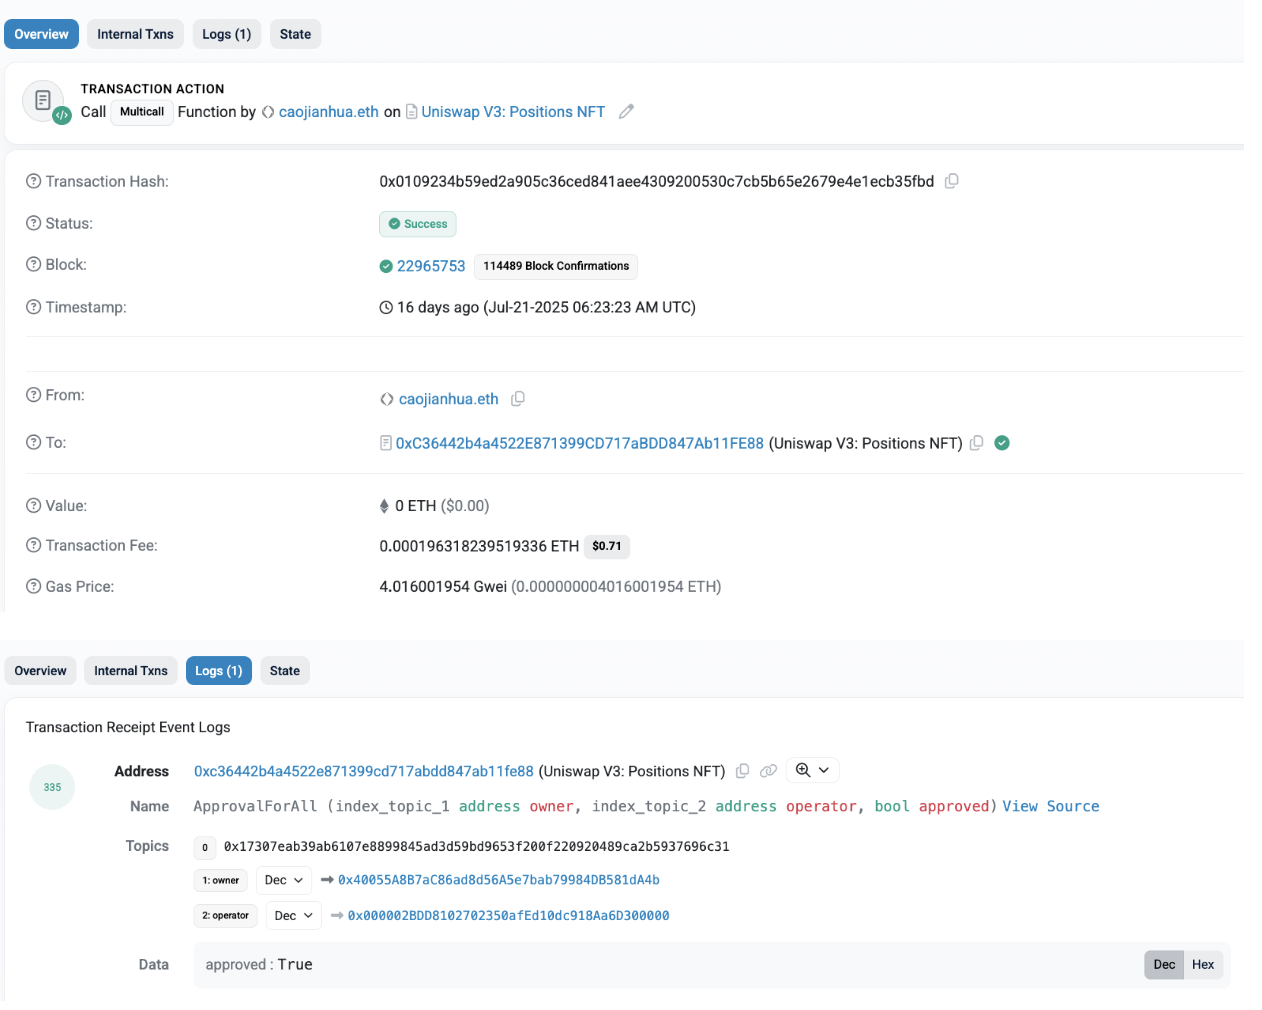 Overview Internal Txns Logs (1) State
TRANSACTION ACTION
Call Multicall Function by caojianhua.eth on Uniswap V3: Positions NFT
Transaction Hash: 0x0109234b59ed2a905c36ced841aee4309200530c7cb5b65e2679e4e1ecb35fbd
Status: Success
Block: 22965753 114489 Block Confirmations
Timestamp: 16 days ago (Jul-21-2025 06:23:23 AM UTC)
From: caojianhua.eth
To: 0xC36442b4a4522E871399CD717aBDD847Ab11FE88 (Uniswap V3: Positions NFT)
Value: 0 ETH ($0.00)
Transaction Fee: 0.000196318239519336 ETH $0.71
Gas Price: 4.016001954 Gwei (0.000000004016001954 ETH)
Overview Internal Txns Logs (1) State
Transaction Receipt Event Logs
335
Address 0xc36442b4a4522e871399cd717abdd847ab11fe88 (Uniswap V3: Positions NFT)
Name ApprovalForAll (index_topic_1 address owner, index_topic_2 address operator, bool approved) View Source
Topics 0 0x17307eab39ab6107e8899845ad3d59bd9653f200f220920489ca2b5937696c31
1: owner Dec 0x40055A8B7aC86ad8d56A5e7bab79984DB581dA4b
2: operator Dec 0x000002BDD8102702350afEd10dc918Aa6D300000
Data approved : True Dec Hex